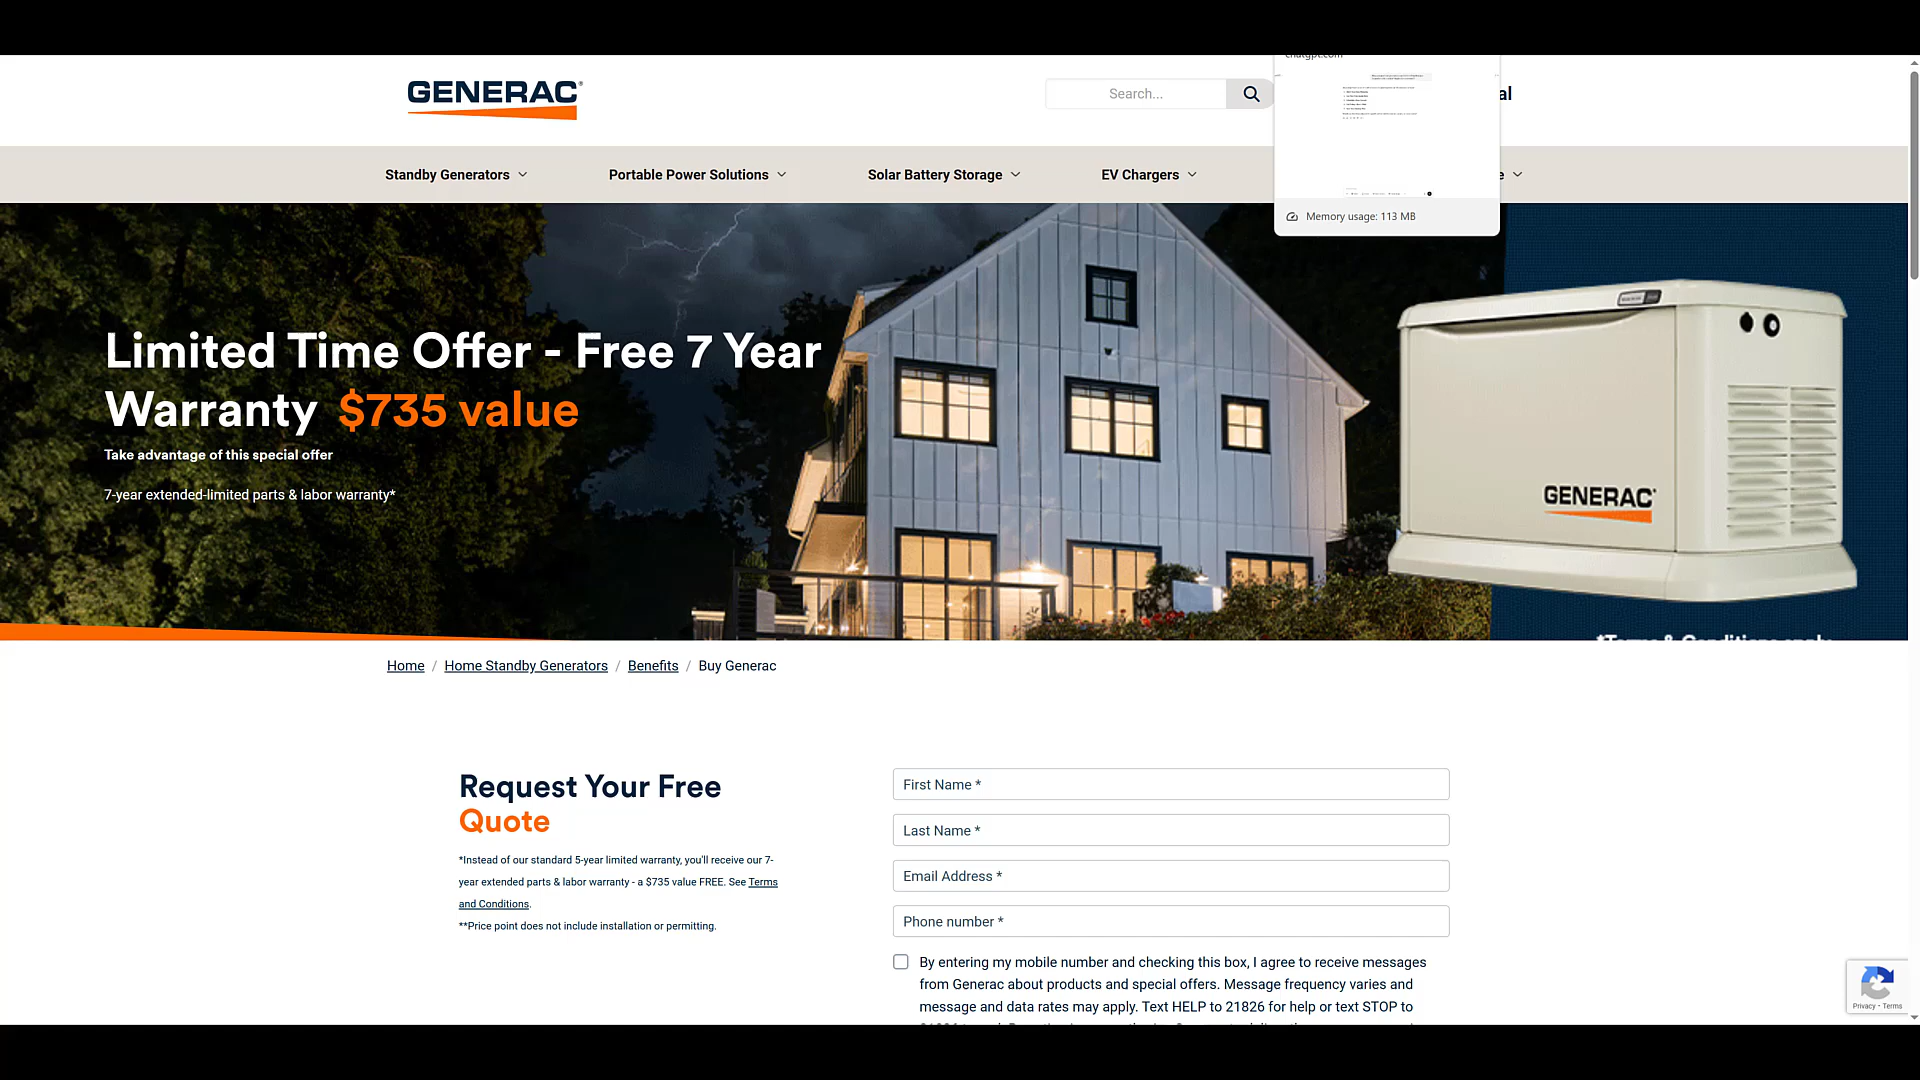 chatgpt.com
GENERAC
Search...
al
Standby Generators
Portable Power Solutions
Solar Battery Storage
EV Chargers
e
Memory usage: 113 MB
Limited Time Offer - Free 7 Year
Warranty $735 value
Take advantage of this special offer
7-year extended-limited parts & labor warranty*
GENERAC
*Terms & Conditions apply
Home / Home Standby Generators / Benefits / Buy Generac
Request Your Free
Quote
*Instead of our standard 5-year limited warranty, you'll receive our 7-
year extended parts & labor warranty - a $735 value FREE. See Terms
and Conditions.
**Price point does not include installation or permitting.
First Name *
Last Name *
Email Address *
Phone number *
By entering my mobile number and checking this box, I agree to receive messages
from Generac about products and special offers. Message frequency varies and
message and data rates may apply. Text HELP to 21826 for help or text STOP to
Privacy - Terms